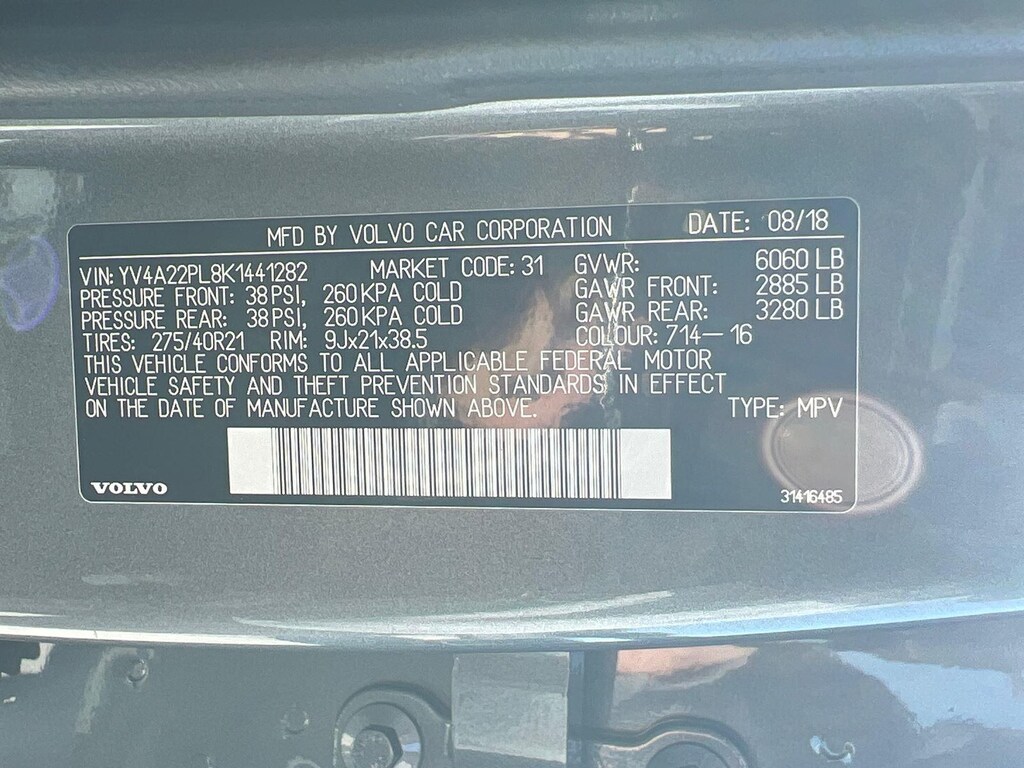 MFD BY VOLVO CAR CORPORATION DATE: 08/18
VIN: YV4A22PL8K1441282 MARKET CODE: 31 GVWR: 6060 LB
PRESSURE FRONT: 38 PSI, 260 KPA COLD GAWR FRONT: 2885 LB
PRESSURE REAR: 38 PSI, 260 KPA COLD GAWR REAR: 3280 LB
TIRES: 275/40R21 RIM: 9Jx21x38.5 COLOUR: 714-16
THIS VEHICLE CONFORMS TO ALL APPLICABLE FEDERAL MOTOR
VEHICLE SAFETY AND THEFT PREVENTION STANDARDS IN EFFECT
ON THE DATE OF MANUFACTURE SHOWN ABOVE. TYPE: MPV
VOLVO 31416485